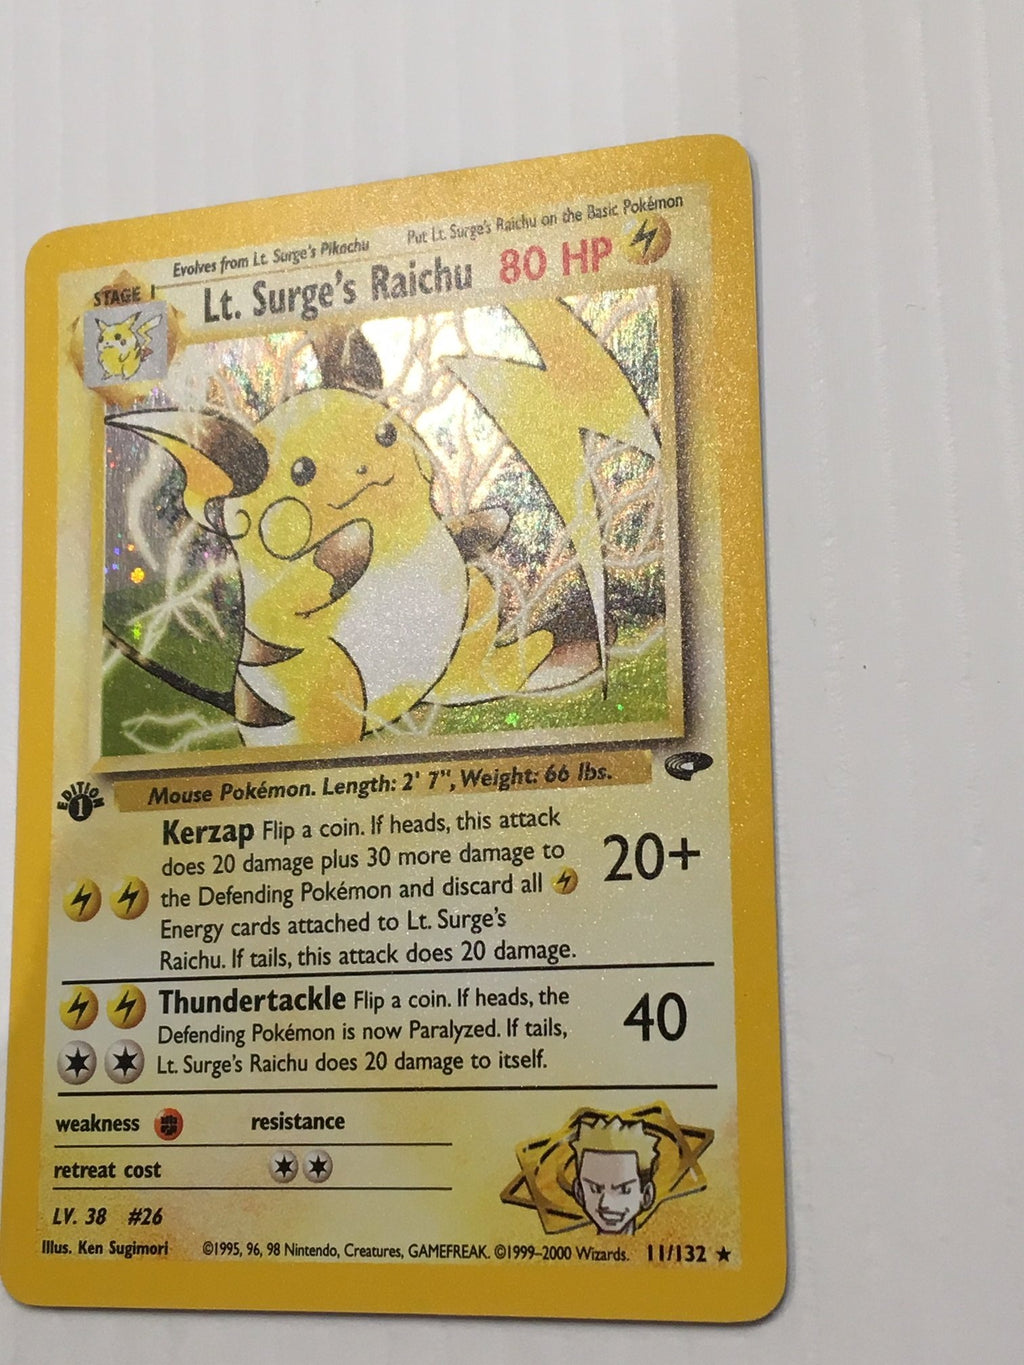 Evolves from Lt. Surge's Pikachu Put Lt. Surge's Raichu on the Basic Pokémon
STAGE 1 Lt. Surge's Raichu 80 HP
Mouse Pokémon. Length: 2' 7", Weight: 66 lbs.
EDITION
1
Kerzap Flip a coin. If heads, this attack
does 20 damage plus 30 more damage to
the Defending Pokémon and discard all
Energy cards attached to Lt. Surge's
Raichu. If tails, this attack does 20 damage.
20+
Thundertackle Flip a coin. If heads, the
Defending Pokémon is now Paralyzed. If tails,
Lt. Surge's Raichu does 20 damage to itself.
40
weakness resistance
retreat cost
LV. 38 #26
Illus. Ken Sugimori ©1995, 96, 98 Nintendo, Creatures, GAMEFREAK. ©1999–2000 Wizards. 11/132 ★